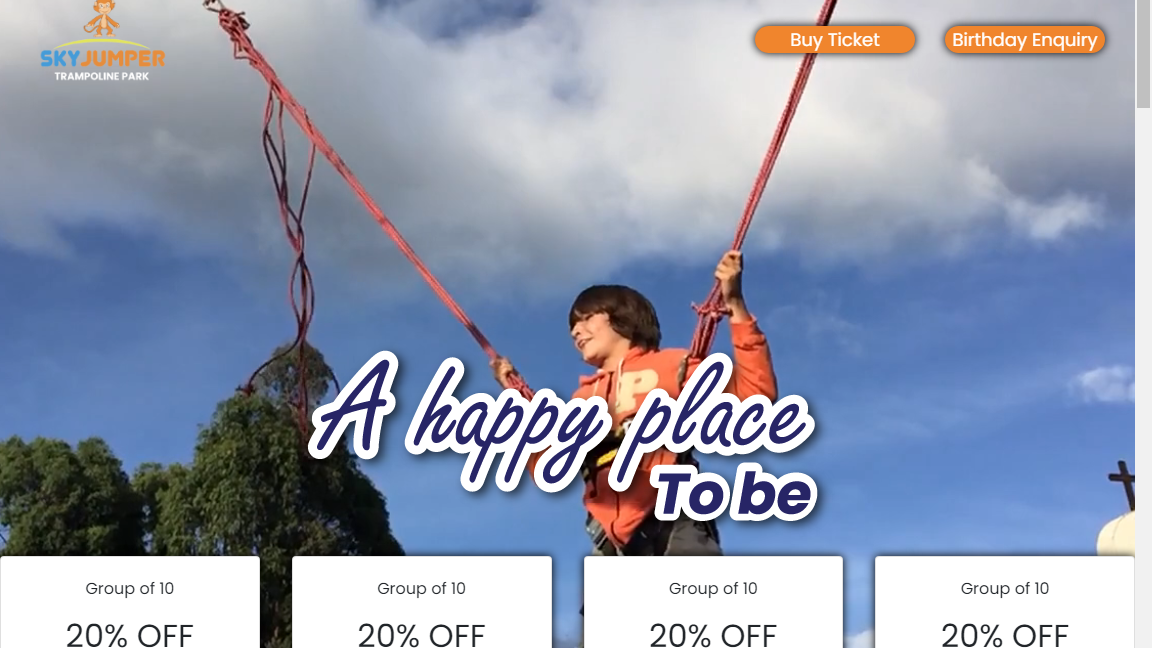 SKYJUMPER
TRAMPOLINE PARK
Buy Ticket
Birthday Enquiry
P
A happy place
To be
Group of 10
Group of 10
Group of 10
Group of 10
20% OFF
20% OFF
20% OFF
20% OFF